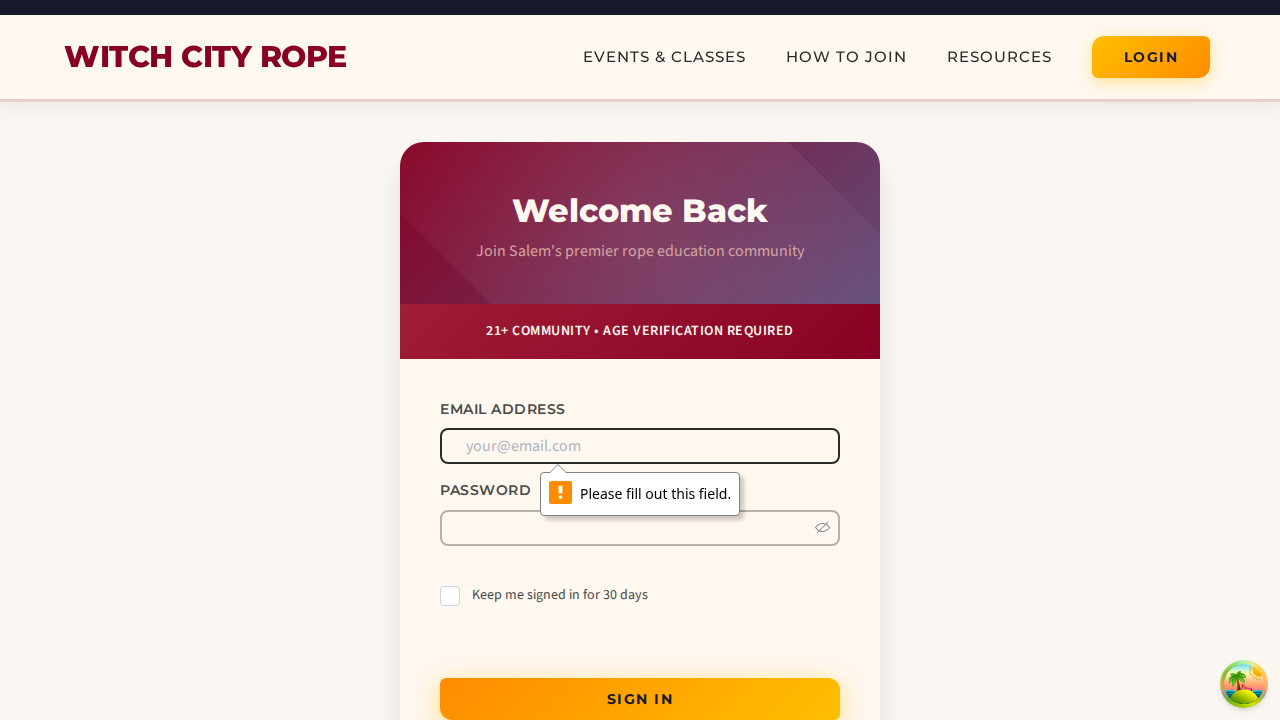 WITCH CITY ROPE
EVENTS & CLASSES
HOW TO JOIN
RESOURCES
LOGIN
Welcome Back
Join Salem's premier rope education community
21+ COMMUNITY • AGE VERIFICATION REQUIRED
EMAIL ADDRESS
your@email.com
PASSWORD
Please fill out this field.
Keep me signed in for 30 days
SIGN IN